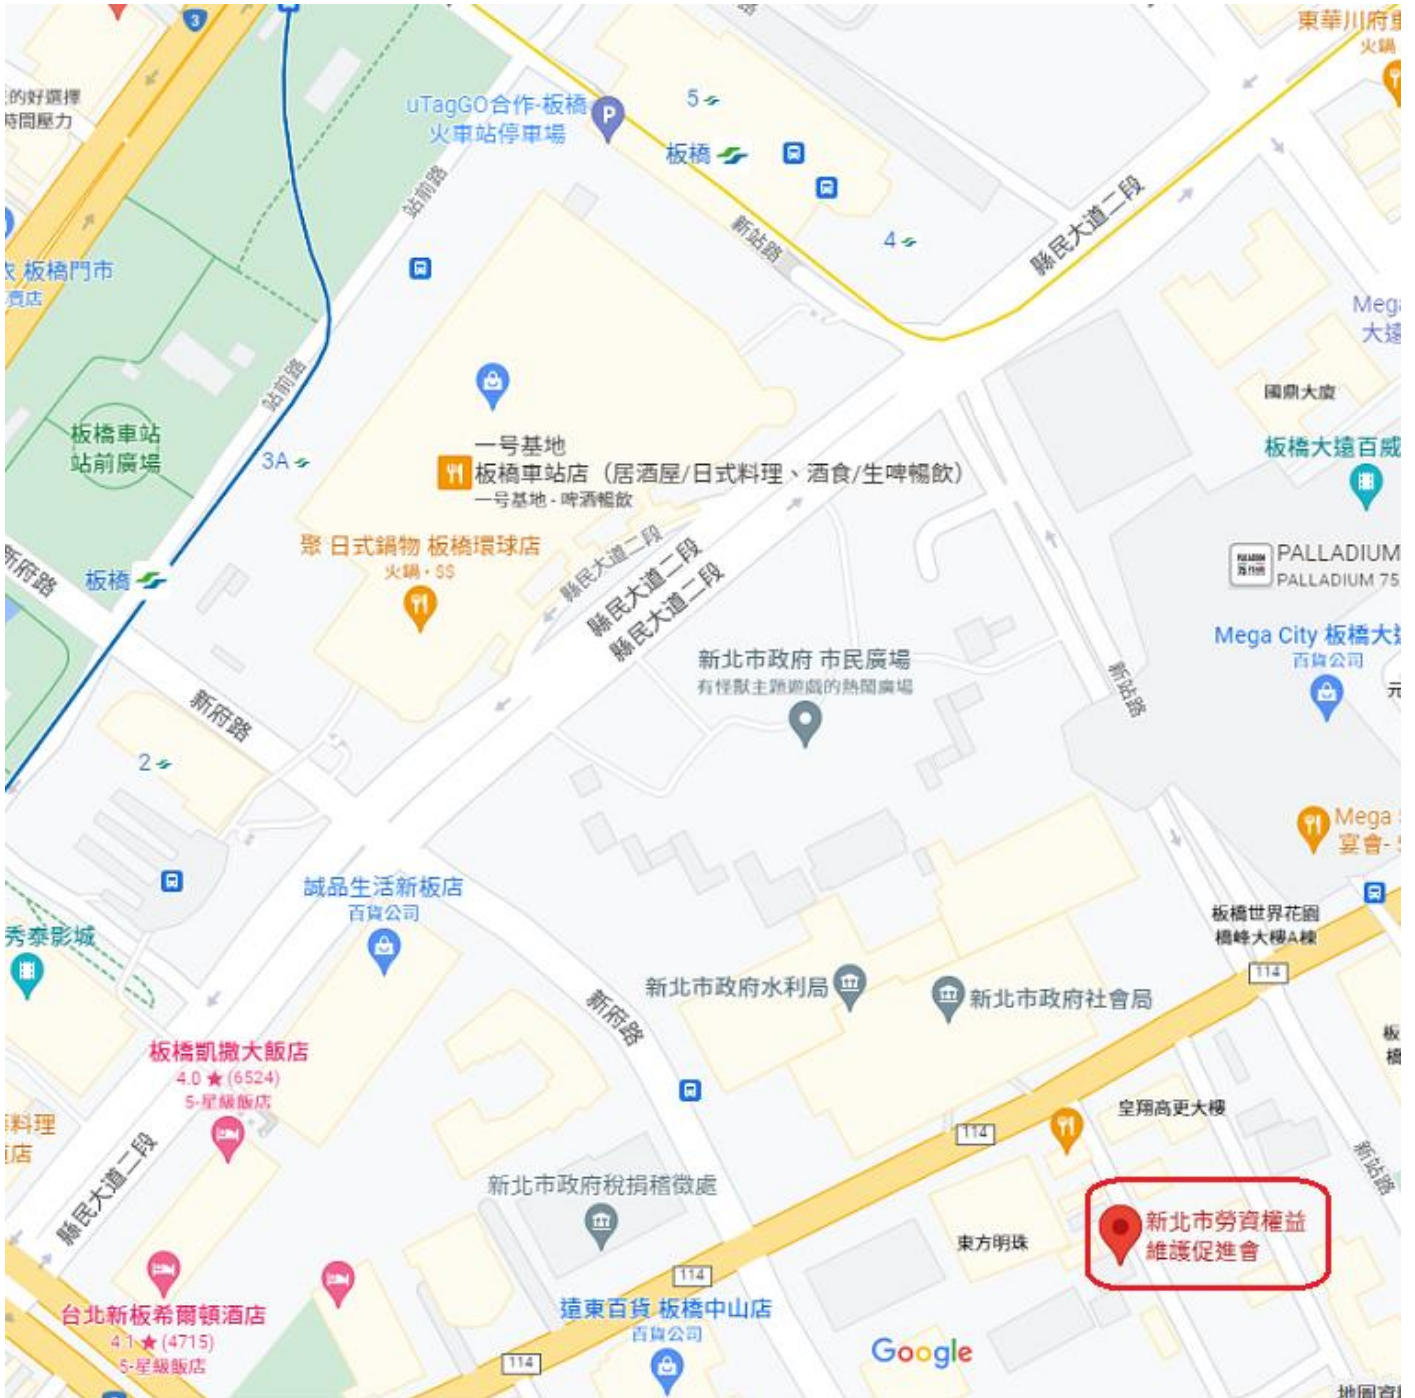 3
東華川府重
火鍋
的好選擇
時間壓力
uTagGO合作-板橋
火車站停車場
P
5
板橋
站前路
新站路
4
縣民大道二段
板橋門市
賣店
Mega
大遠
站前路
國鼎大廈
板橋車站
站前廣場
3A
一号基地
板橋車站店（居酒屋/日式料理、酒食/生啤暢飲）
一号基地 - 啤酒暢飲
板橋大遠百威
聚 日式鍋物 板橋環球店
火鍋・$$
縣民大道二段
縣民大道二段
縣民大道二段
PALLADIUM
PALLADIUM 75
新府路
板橋
Mega City 板橋大遠
百貨公司
新北市政府 市民廣場
有怪獸主題遊戲的熱鬧廣場
新站路
元
新府路
2
Mega
宴會-
誠品生活新板店
百貨公司
板橋世界花園
橋峰大樓A棟
秀泰影城
114
新北市政府水利局
新北市政府社會局
新府路
板
橋
板橋凱撒大飯店
4.0 ★ (6524)
5-星級飯店
皇翔高更大樓
料理
店
114
新站路
縣民大道二段
新北市政府稅捐稽徵處
新北市勞資權益
維護促進會
東方明珠
114
台北新板希爾頓酒店
4.1 ★ (4715)
5-星級飯店
遠東百貨 板橋中山店
百貨公司
114
Google
地圖資